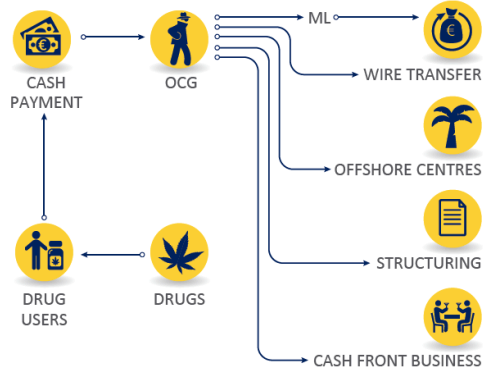 ML
WIRE TRANSFER
CASH
PAYMENT
OCG
OFFSHORE CENTRES
STRUCTURING
DRUG
USERS
DRUGS
CASH FRONT BUSINESS